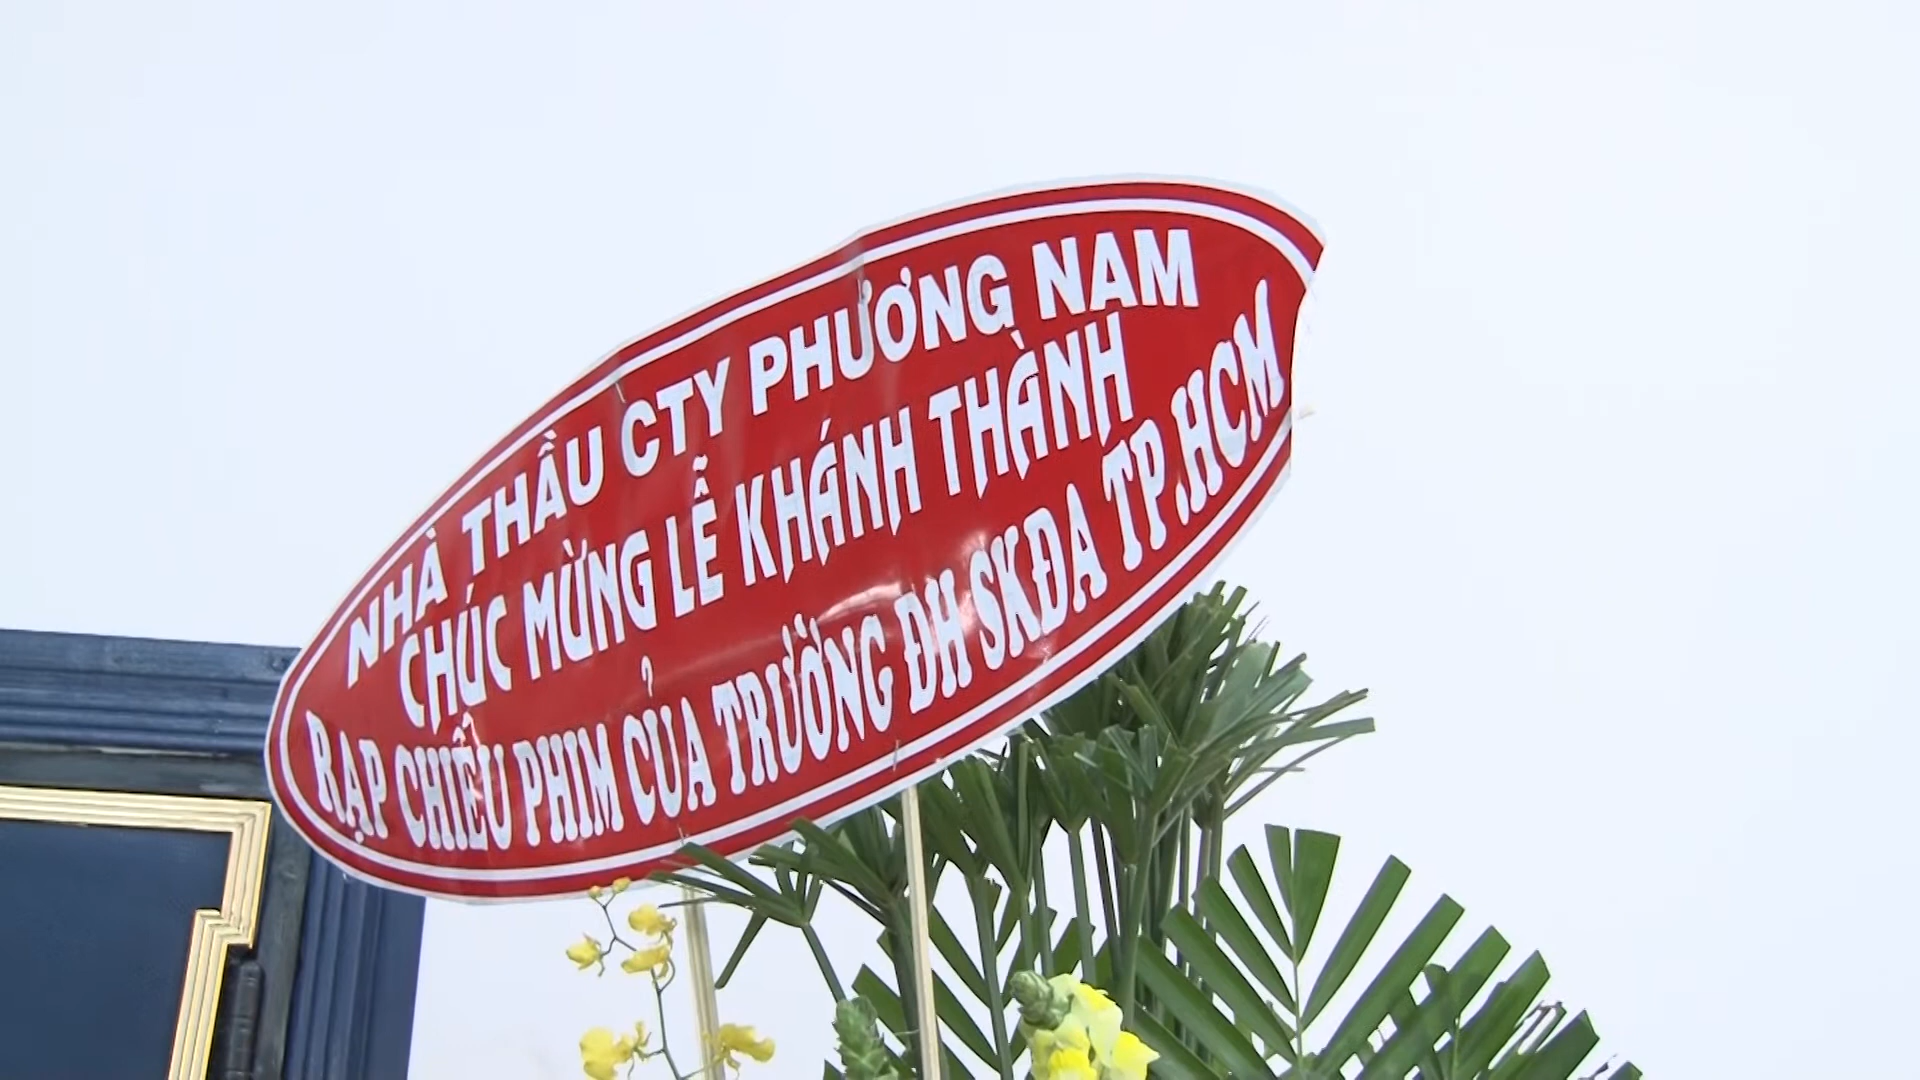 NHÀ THẦU CTY PHƯƠNG NAM
CHÚC MỪNG LỄ KHÁNH THÀNH
RẠP CHIẾU PHIM CỦA TRƯỜNG ĐH SKĐA TP.HCM